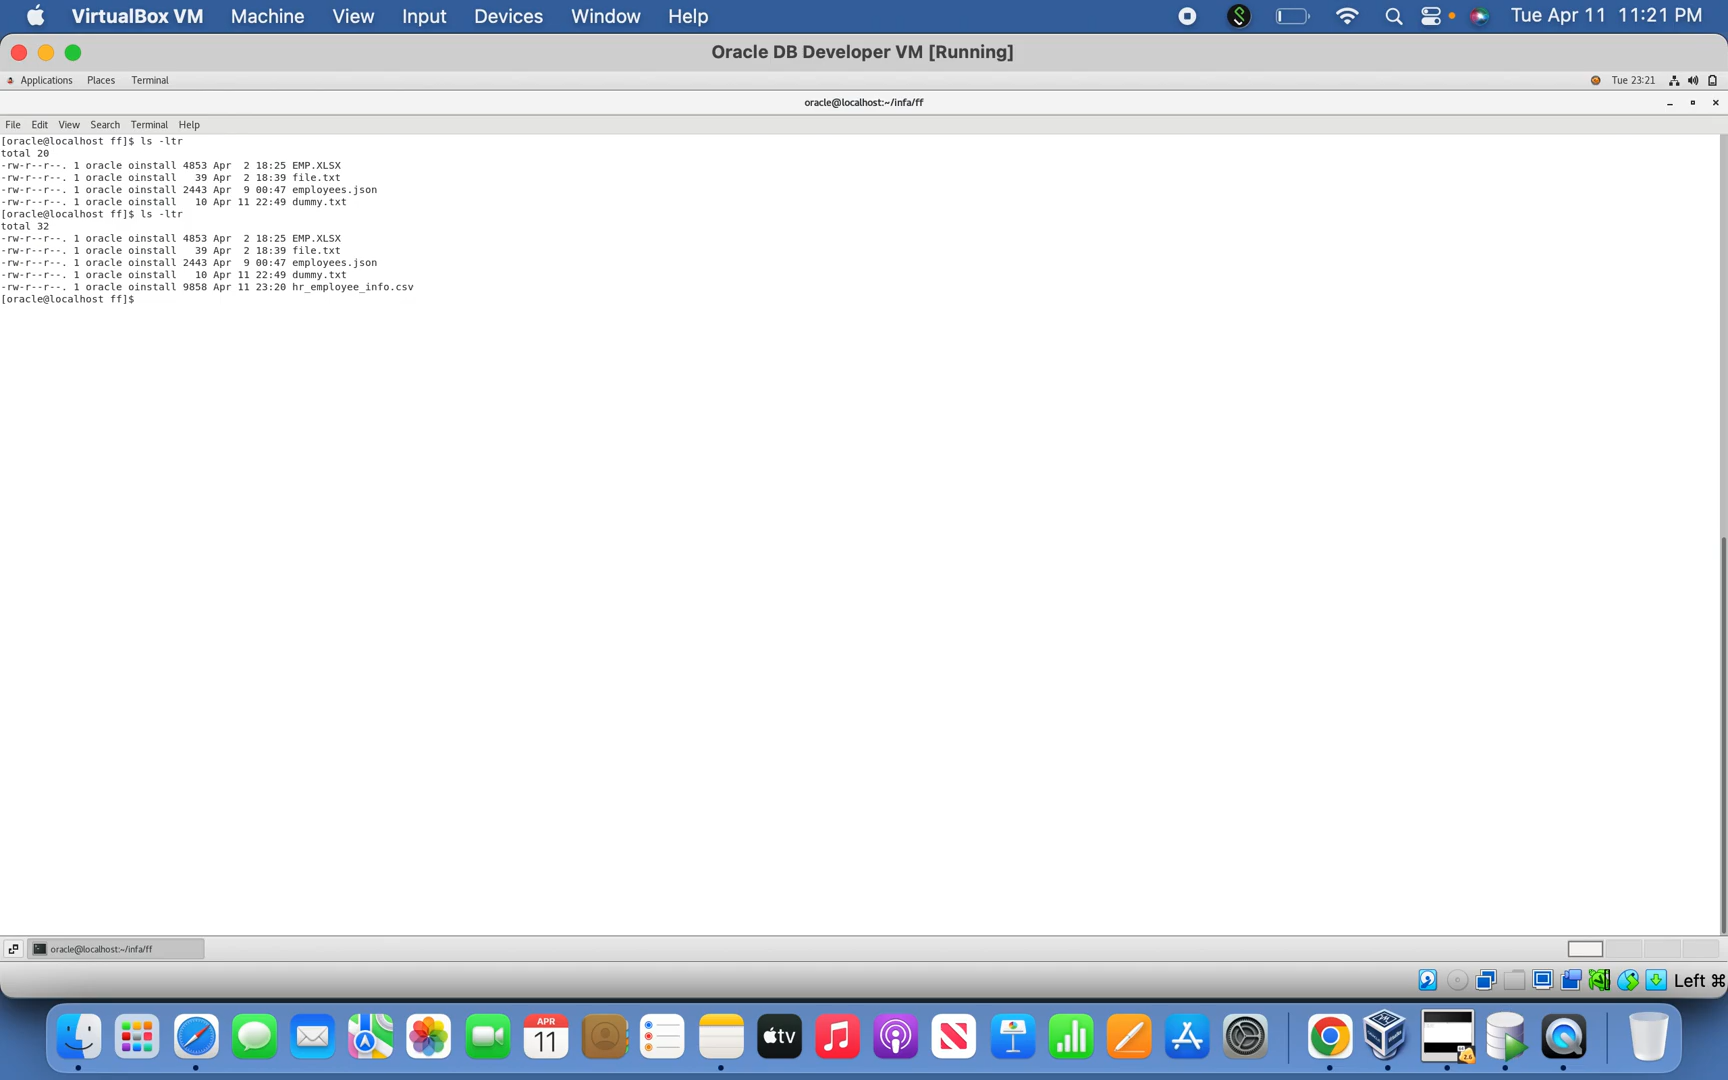 VirtualBox VM Machine View Input Devices Window Help Tue Apr 11 11:21 PM
Oracle DB Developer VM [Running]
Applications Places Terminal Tue 23:21
oracle@localhost:~/infa/ff
File Edit View Search Terminal Help
[oracle@localhost ff]$ ls -ltr
total 20
-rw-r--r--. 1 oracle oinstall 4853 Apr  2 18:25 EMP.XLSX
-rw-r--r--. 1 oracle oinstall   39 Apr  2 18:39 file.txt
-rw-r--r--. 1 oracle oinstall 2443 Apr  9 00:47 employees.json
-rw-r--r--. 1 oracle oinstall   10 Apr 11 22:49 dummy.txt
[oracle@localhost ff]$ ls -ltr
total 32
-rw-r--r--. 1 oracle oinstall 4853 Apr  2 18:25 EMP.XLSX
-rw-r--r--. 1 oracle oinstall   39 Apr  2 18:39 file.txt
-rw-r--r--. 1 oracle oinstall 2443 Apr  9 00:47 employees.json
-rw-r--r--. 1 oracle oinstall   10 Apr 11 22:49 dummy.txt
-rw-r--r--. 1 oracle oinstall 9858 Apr 11 23:20 hr_employee_info.csv
[oracle@localhost ff]$
oracle@localhost:~/infa/ff
Left ⌘
APR
11
tv
2.6